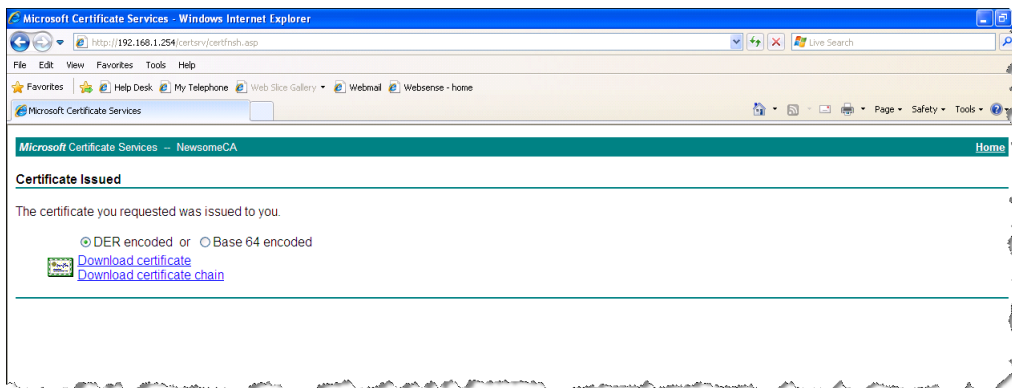 Microsoft Certificate Services - Windows Internet Explorer
http://192.168.1.254/certsrv/certfnsh.asp
Live Search
File Edit View Favorites Tools Help
Favorites Help Desk My Telephone Web Slice Gallery Webmail Websense - home
Microsoft Certificate Services
Page Safety Tools
Microsoft Certificate Services -- NewsomeCA
Home
Certificate Issued
The certificate you requested was issued to you.
DER encoded or Base 64 encoded
Download certificate
Download certificate chain